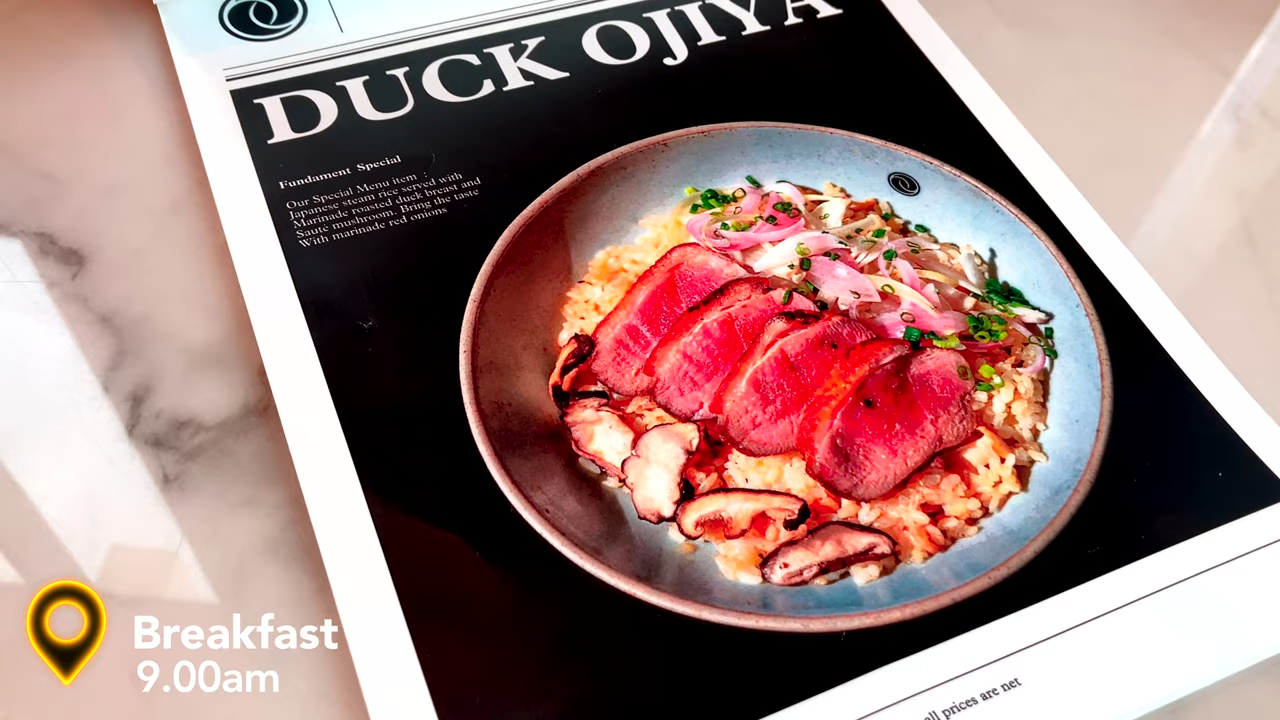 DUCK OJIYA
Fundament Special
Our Special Menu item :
Japanese steam rice served with
Marinade roasted duck breast and
Sauté mushroom. Bring the taste
With marinade red onions
all prices are net
Breakfast
9.00am